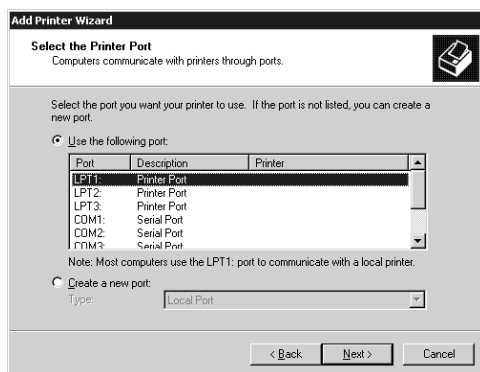 Add Printer Wizard
Select the Printer Port
Computers communicate with printers through ports.
Select the port you want your printer to use. If the port is not listed, you can create a
new port.
Use the following port:
Port Description Printer
LPT1: Printer Port
LPT2: Printer Port
LPT3: Printer Port
COM1: Serial Port
COM2: Serial Port
COM3: Serial Port
Note: Most computers use the LPT1: port to communicate with a local printer.
Create a new port:
Type: Local Port
< Back Next > Cancel